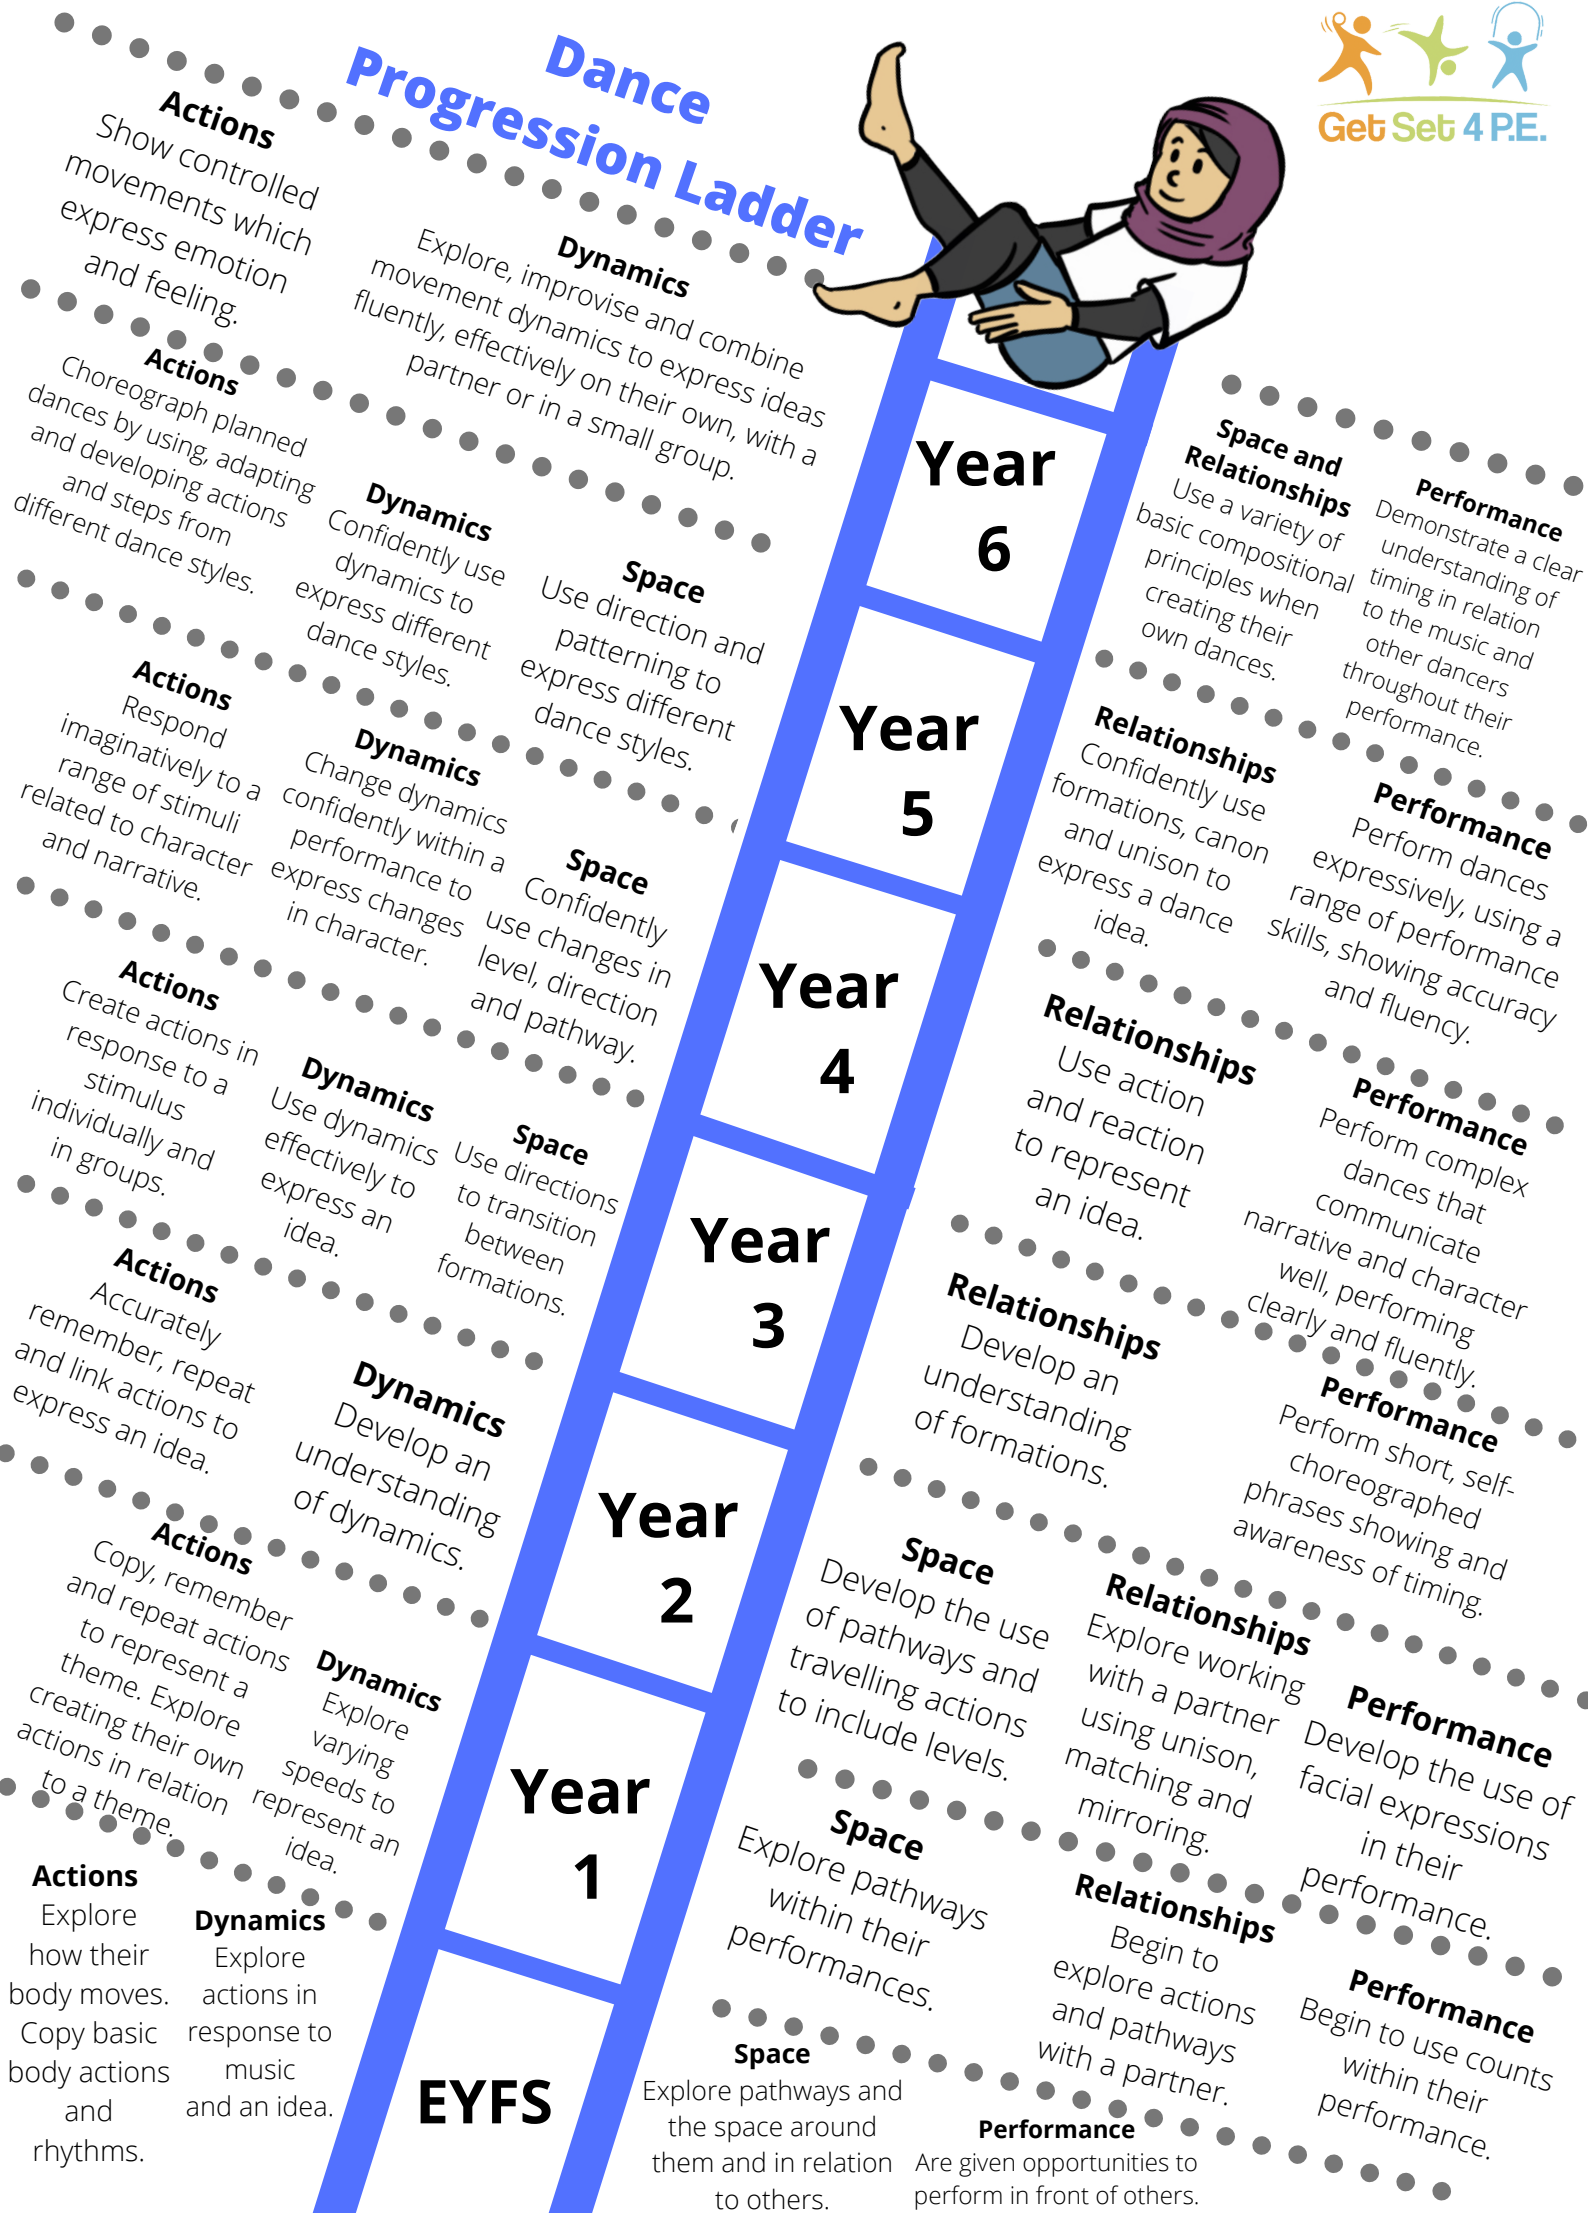 Dance
Progression Ladder
Get Set 4 P.E.
Actions
Show controlled
movements which
express emotion
and feeling.
Dynamics
Explore, improvise and combine
movement dynamics to express ideas
fluently, effectively on their own, with a
partner or in a small group.
Year
6
Space and
Relationships
Use a variety of
basic compositional
principles when
creating their
own dances.
Performance
Demonstrate a clear
understanding of
timing in relation
to the music and
other dancers
throughout their
performance.
Actions
Choreograph planned
dances by using, adapting
and developing actions
and steps from
different dance styles.
Dynamics
Confidently use
dynamics to
express different
dance styles.
Space
Use direction and
patterning to
express different
dance styles.
Year
5
Relationships
Confidently use
formations, canon
and unison to
express a dance
idea.
Performance
Perform dances
expressively, using a
range of performance
skills, showing accuracy
and fluency.
Actions
Respond
imaginatively to a
range of stimuli
related to character
and narrative.
Dynamics
Change dynamics
confidently within a
performance to
express changes
in character.
Space
Confidently
use changes in
level, direction
and pathway.
Year
4
Relationships
Use action
and reaction
to represent
an idea.
Performance
Perform complex
dances that
communicate
narrative and character
well, performing
clearly and fluently.
Actions
Create actions in
response to a
stimulus
individually and
in groups.
Dynamics
Use dynamics
effectively to
express an
idea.
Space
Use directions
to transition
between
formations.
Year
3
Relationships
Develop an
understanding
of formations.
Performance
Perform short, self-
choreographed
phrases showing and
awareness of timing.
Actions
Accurately
remember, repeat
and link actions to
express an idea.
Dynamics
Develop an
understanding
of dynamics.
Year
2
Space
Develop the use
of pathways and
travelling actions
to include levels.
Relationships
Explore working
with a partner
using unison,
matching and
mirroring.
Performance
Develop the use of
facial expressions
in their
performance.
Actions
Copy, remember
and repeat actions
to represent a
theme. Explore
creating their own
actions in relation
to a theme.
Dynamics
Explore
varying
speeds to
represent an
idea.
Year
1
Space
Explore pathways
within their
performances.
Relationships
Begin to
explore actions
and pathways
with a partner.
Performance
Begin to use counts
within their
performance.
Actions
Explore
how their
body moves.
Copy basic
body actions
and
rhythms.
Dynamics
Explore
actions in
response to
music
and an idea.
EYFS
Space
Explore pathways and
the space around
them and in relation
to others.
Performance
Are given opportunities to
perform in front of others.